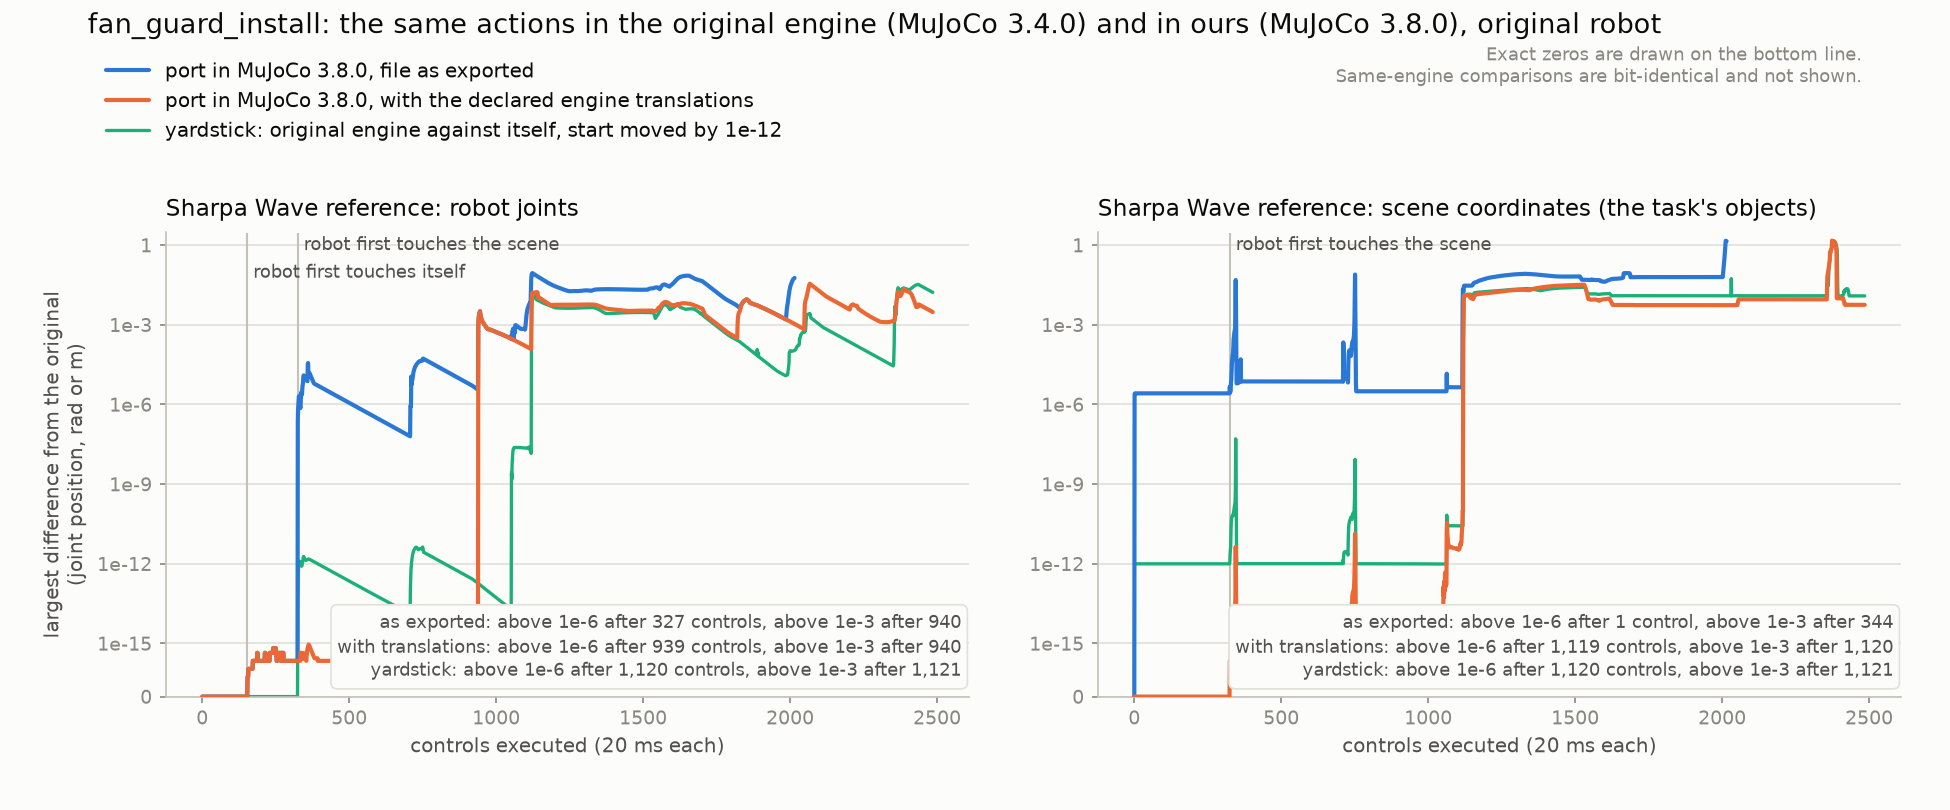 fan_guard_install: the same actions in the original engine (MuJoCo 3.4.0) and in ours (MuJoCo 3.8.0), original robot
Exact zeros are drawn on the bottom line.
Same-engine comparisons are bit-identical and not shown.
port in MuJoCo 3.8.0, file as exported
port in MuJoCo 3.8.0, with the declared engine translations
yardstick: original engine against itself, start moved by 1e-12
Sharpa Wave reference: robot joints
robot first touches the scene
robot first touches itself
largest difference from the original
(joint position, rad or m)
1
1e-3
1e-6
1e-9
1e-12
1e-15
0
as exported: above 1e-6 after 327 controls, above 1e-3 after 940
with translations: above 1e-6 after 939 controls, above 1e-3 after 940
yardstick: above 1e-6 after 1,120 controls, above 1e-3 after 1,121
0 500 1000 1500 2000 2500
controls executed (20 ms each)
Sharpa Wave reference: scene coordinates (the task's objects)
robot first touches the scene
1
1e-3
1e-6
1e-9
1e-12
1e-15
0
as exported: above 1e-6 after 1 control, above 1e-3 after 344
with translations: above 1e-6 after 1,119 controls, above 1e-3 after 1,120
yardstick: above 1e-6 after 1,120 controls, above 1e-3 after 1,121
0 500 1000 1500 2000 2500
controls executed (20 ms each)